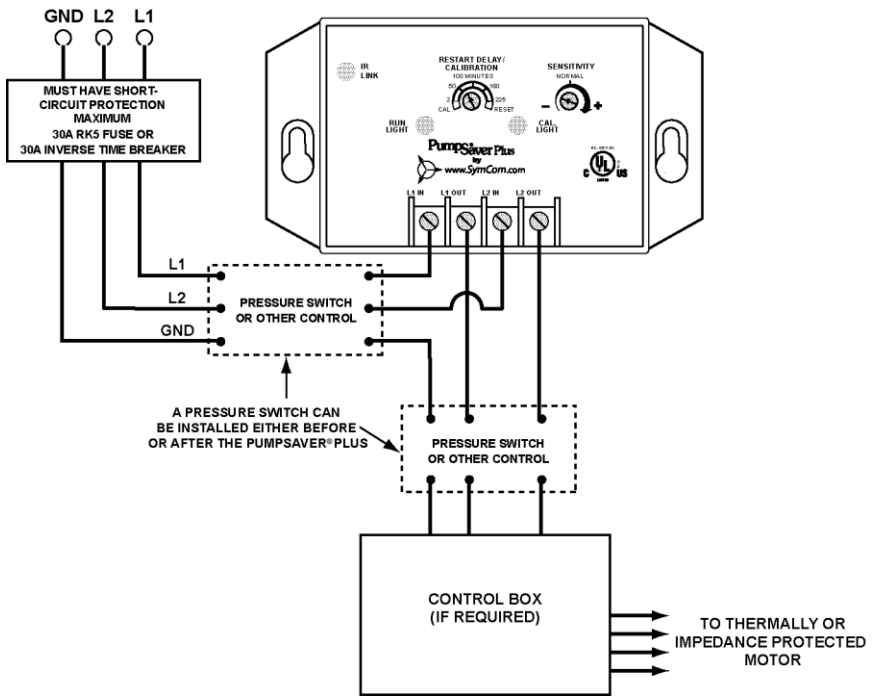 GND L2 L1
MUST HAVE SHORT-
CIRCUIT PROTECTION
MAXIMUM
30A RK5 FUSE OR
30A INVERSE TIME BREAKER
IR
LINK
RESTART DELAY/
CALIBRATION
100 MINUTES
50 160
2 225
CAL RESET
SENSITIVITY
NORMAL
- +
RUN
LIGHT
CAL.
LIGHT
PumpSaver Plus
by
www.SymCom.com
C UL US
LISTED
L1 IN L1 OUT L2 IN L2 OUT
L1
L2
GND
PRESSURE SWITCH
OR OTHER CONTROL
A PRESSURE SWITCH CAN
BE INSTALLED EITHER BEFORE
OR AFTER THE PUMPSAVER®PLUS
PRESSURE SWITCH
OR OTHER CONTROL
CONTROL BOX
(IF REQUIRED)
TO THERMALLY OR
IMPEDANCE PROTECTED
MOTOR